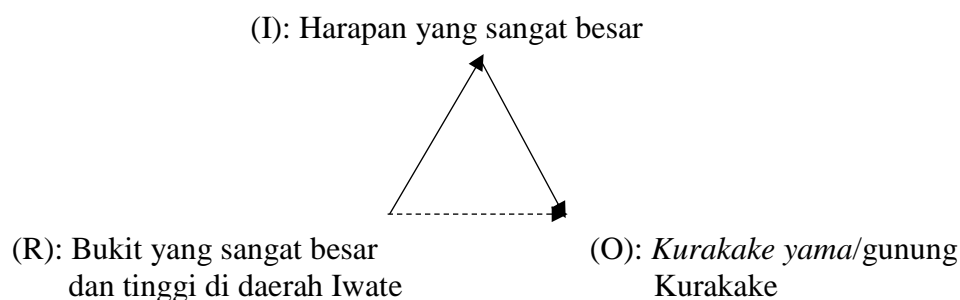 (I): Harapan yang sangat besar
(R): Bukit yang sangat besar
dan tinggi di daerah Iwate
(O): Kurakake yama/gunung
Kurakake